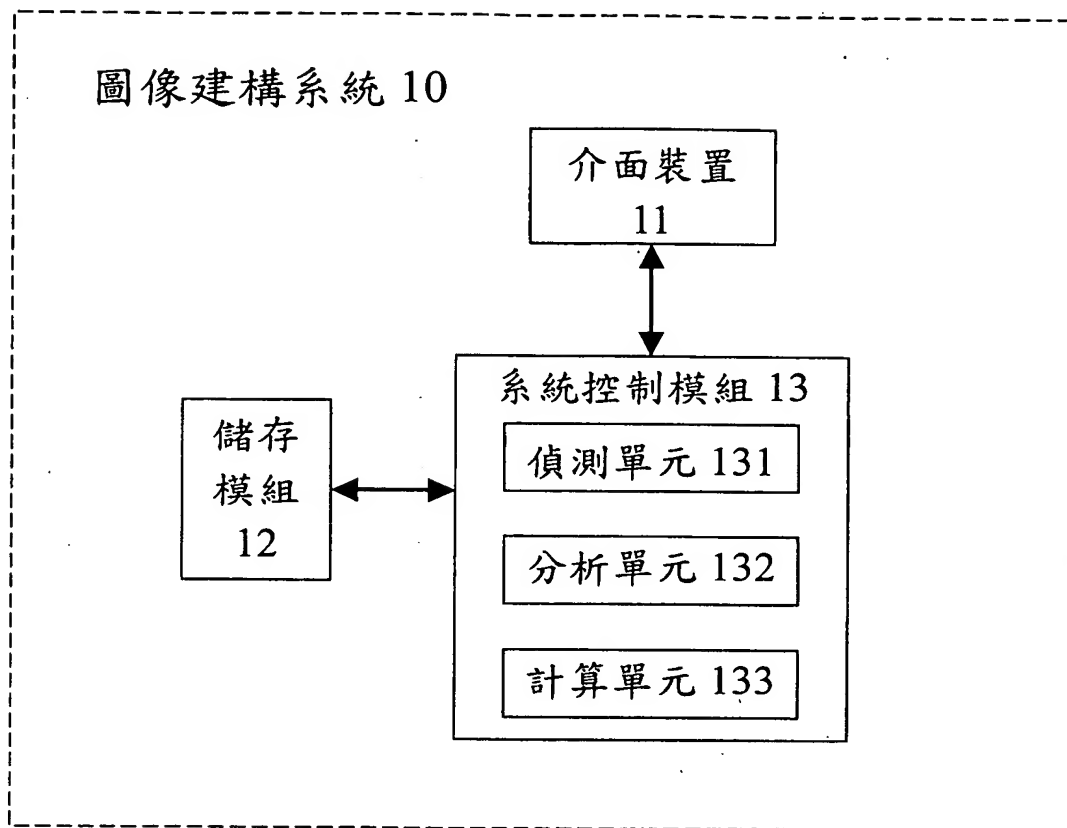 圖像建構系統 10
介面裝置
11
系統控制模組 13
偵測單元 131
儲存
模組
12
分析單元 132
計算單元 133